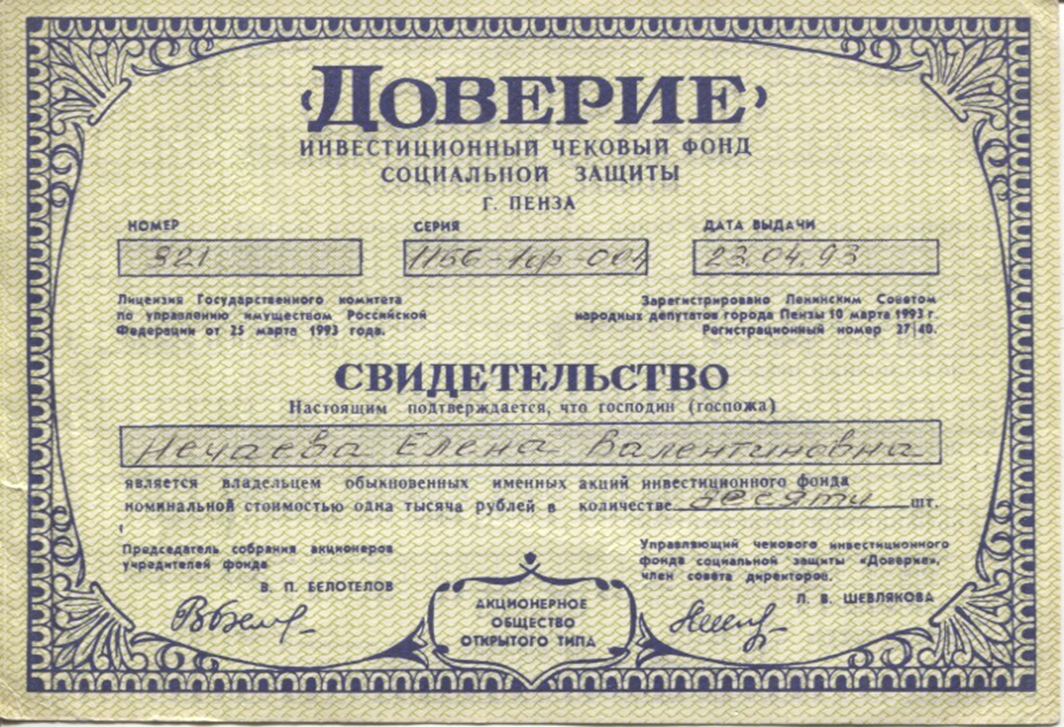 «ДОВЕРИЕ»
ИНВЕСТИЦИОННЫЙ ЧЕКОВЫЙ ФОНД
СОЦИАЛЬНОЙ ЗАЩИТЫ
Г. ПЕНЗА
НОМЕР СЕРИЯ ДАТА ВЫДАЧИ
821 23.04.93
Лицензия Государственного комитета
по управлению имуществом Российской
Федерации от 25 марта 1993 года.
Зарегистрировано Ленинским Советом
народных депутатов города Пензы 10 марта 1993 г.
Регистрационный номер 27|40.
СВИДЕТЕЛЬСТВО
Настоящим подтверждается, что господин (госпожа)
Нечаева Елена Валентиновна
является владельцем обыкновенных именных акций инвестиционного фонда
номинальной стоимостью одна тысяча рублей в количестве десяти шт.
Председатель собрания акционеров
учредителей фонда
В. П. БЕЛОТЕЛОВ
Управляющий чекового инвестиционного
фонда социальной защиты «Доверие»,
член совета директоров.
Л. В. ШЕВЛЯКОВА
АКЦИОНЕРНОЕ
ОБЩЕСТВО
ОТКРЫТОГО ТИПА